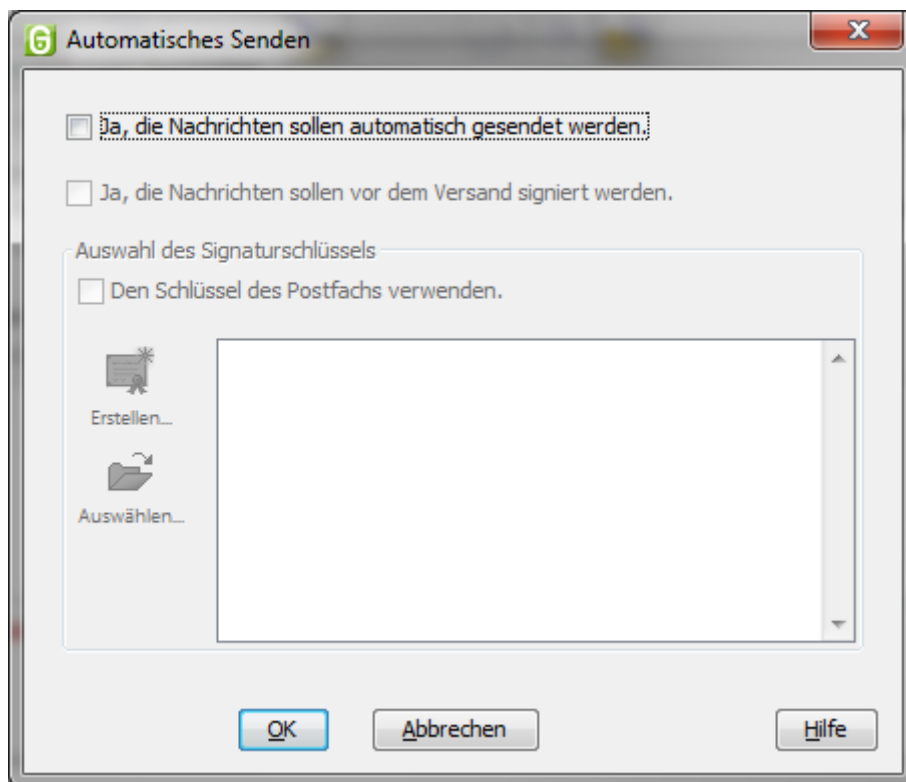 Automatisches Senden
Ja, die Nachrichten sollen automatisch gesendet werden.
Ja, die Nachrichten sollen vor dem Versand signiert werden.
Auswahl des Signaturschlüssels
Den Schlüssel des Postfachs verwenden.
Erstellen...
Auswählen...
OK
Abbrechen
Hilfe